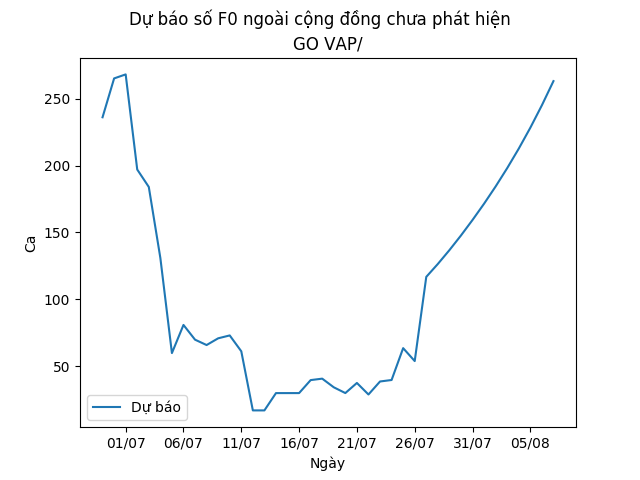 Dự báo số F0 ngoài cộng đồng chưa phát hiện
GO VAP/
250
200
150
100
50
Ca
Dự báo
01/07 06/07 11/07 16/07 21/07 26/07 31/07 05/08
Ngày